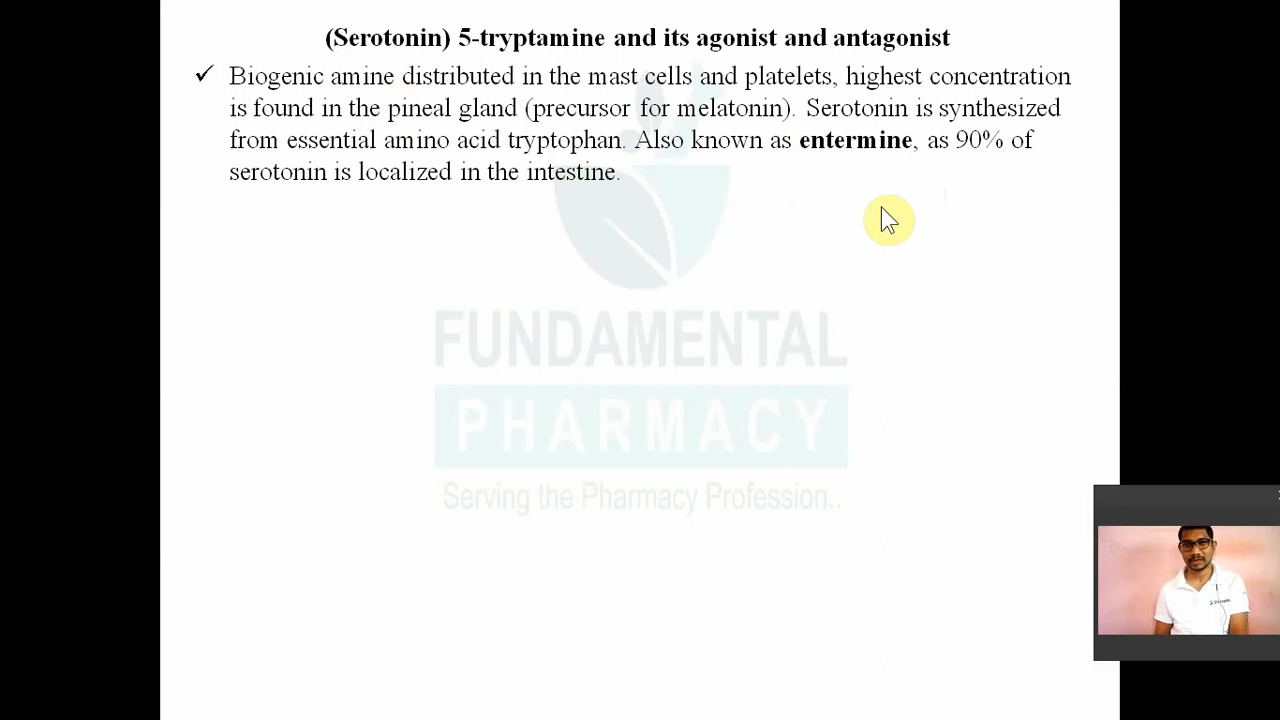 (Serotonin) 5-tryptamine and its agonist and antagonist
✓ Biogenic amine distributed in the mast cells and platelets, highest concentration
is found in the pineal gland (precursor for melatonin). Serotonin is synthesized
from essential amino acid tryptophan. Also known as entermine, as 90% of
serotonin is localized in the intestine.
FUNDAMENTAL
PHARMACY
Serving the Pharmacy Profession..